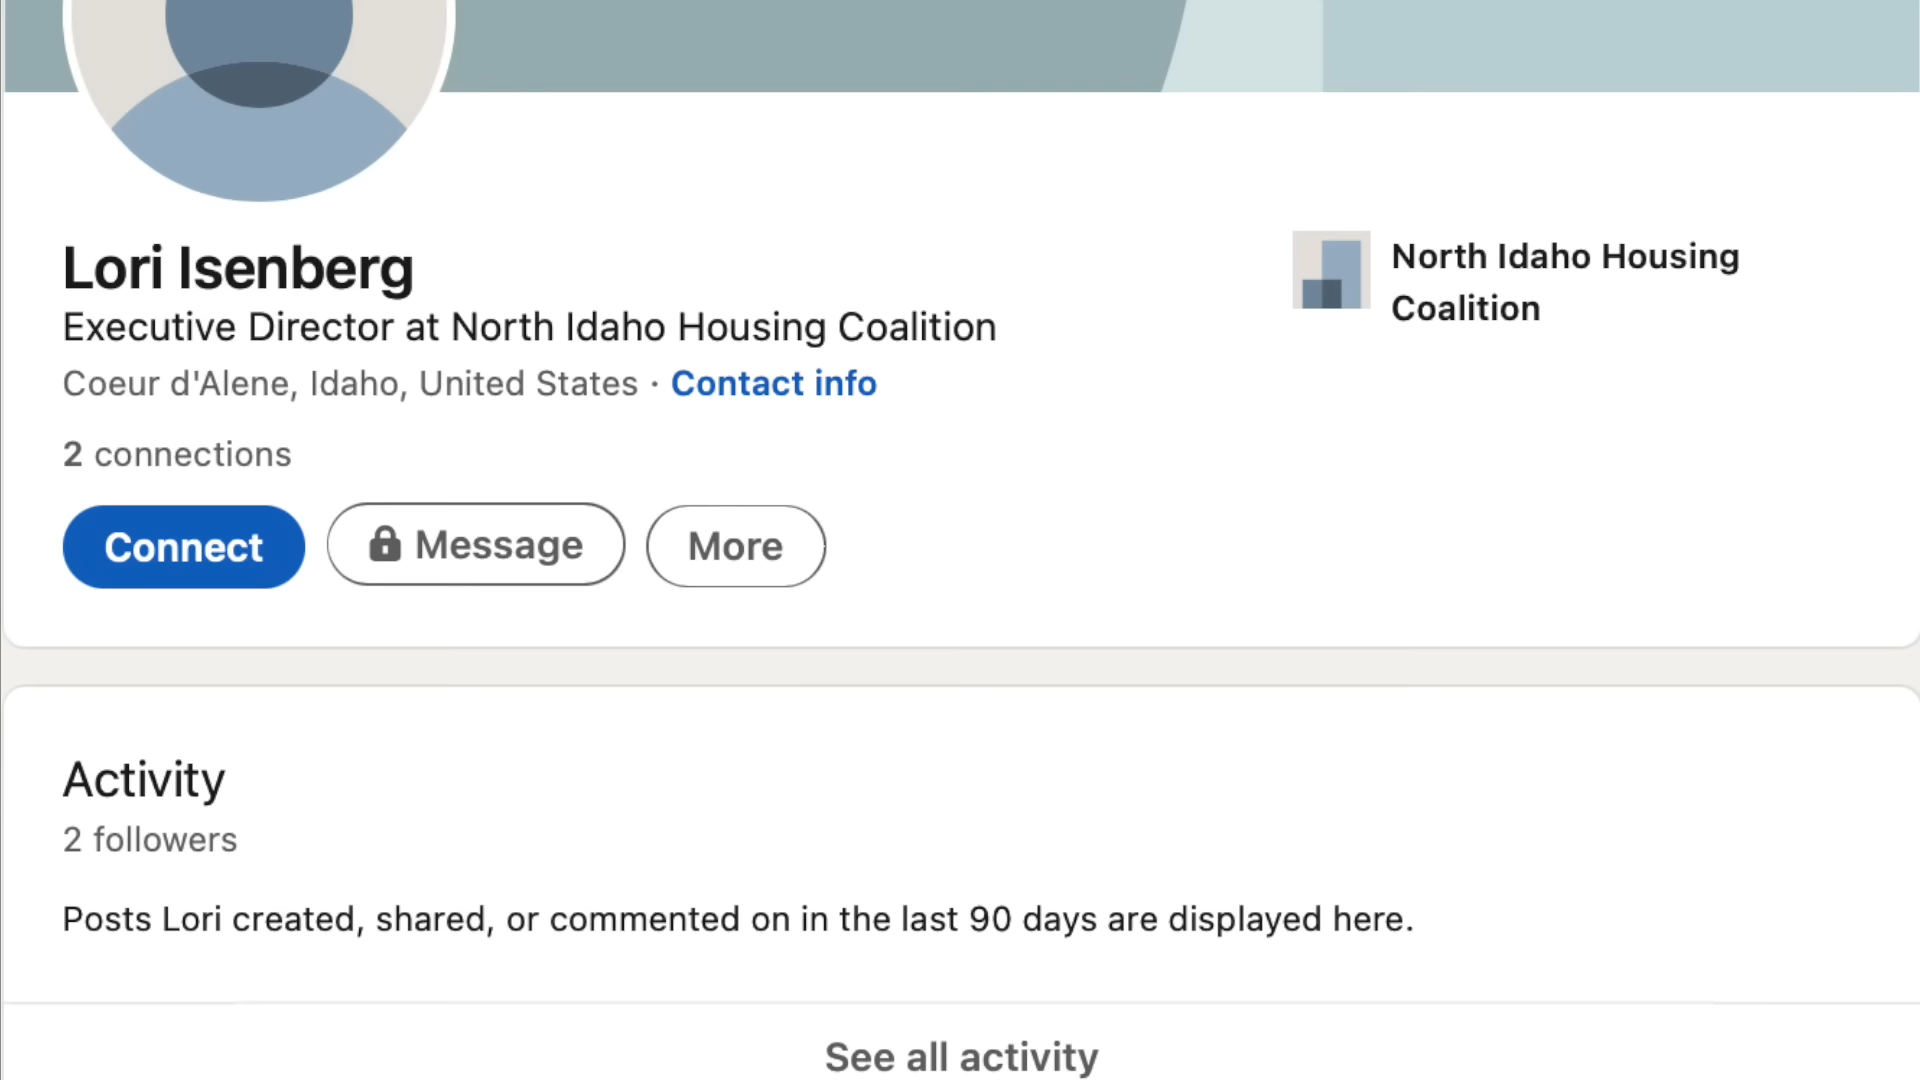 Lori Isenberg
Executive Director at North Idaho Housing Coalition
Coeur d'Alene, Idaho, United States · Contact info
2 connections
Connect
Message
More
North Idaho Housing
Coalition
Activity
2 followers
Posts Lori created, shared, or commented on in the last 90 days are displayed here.
See all activity